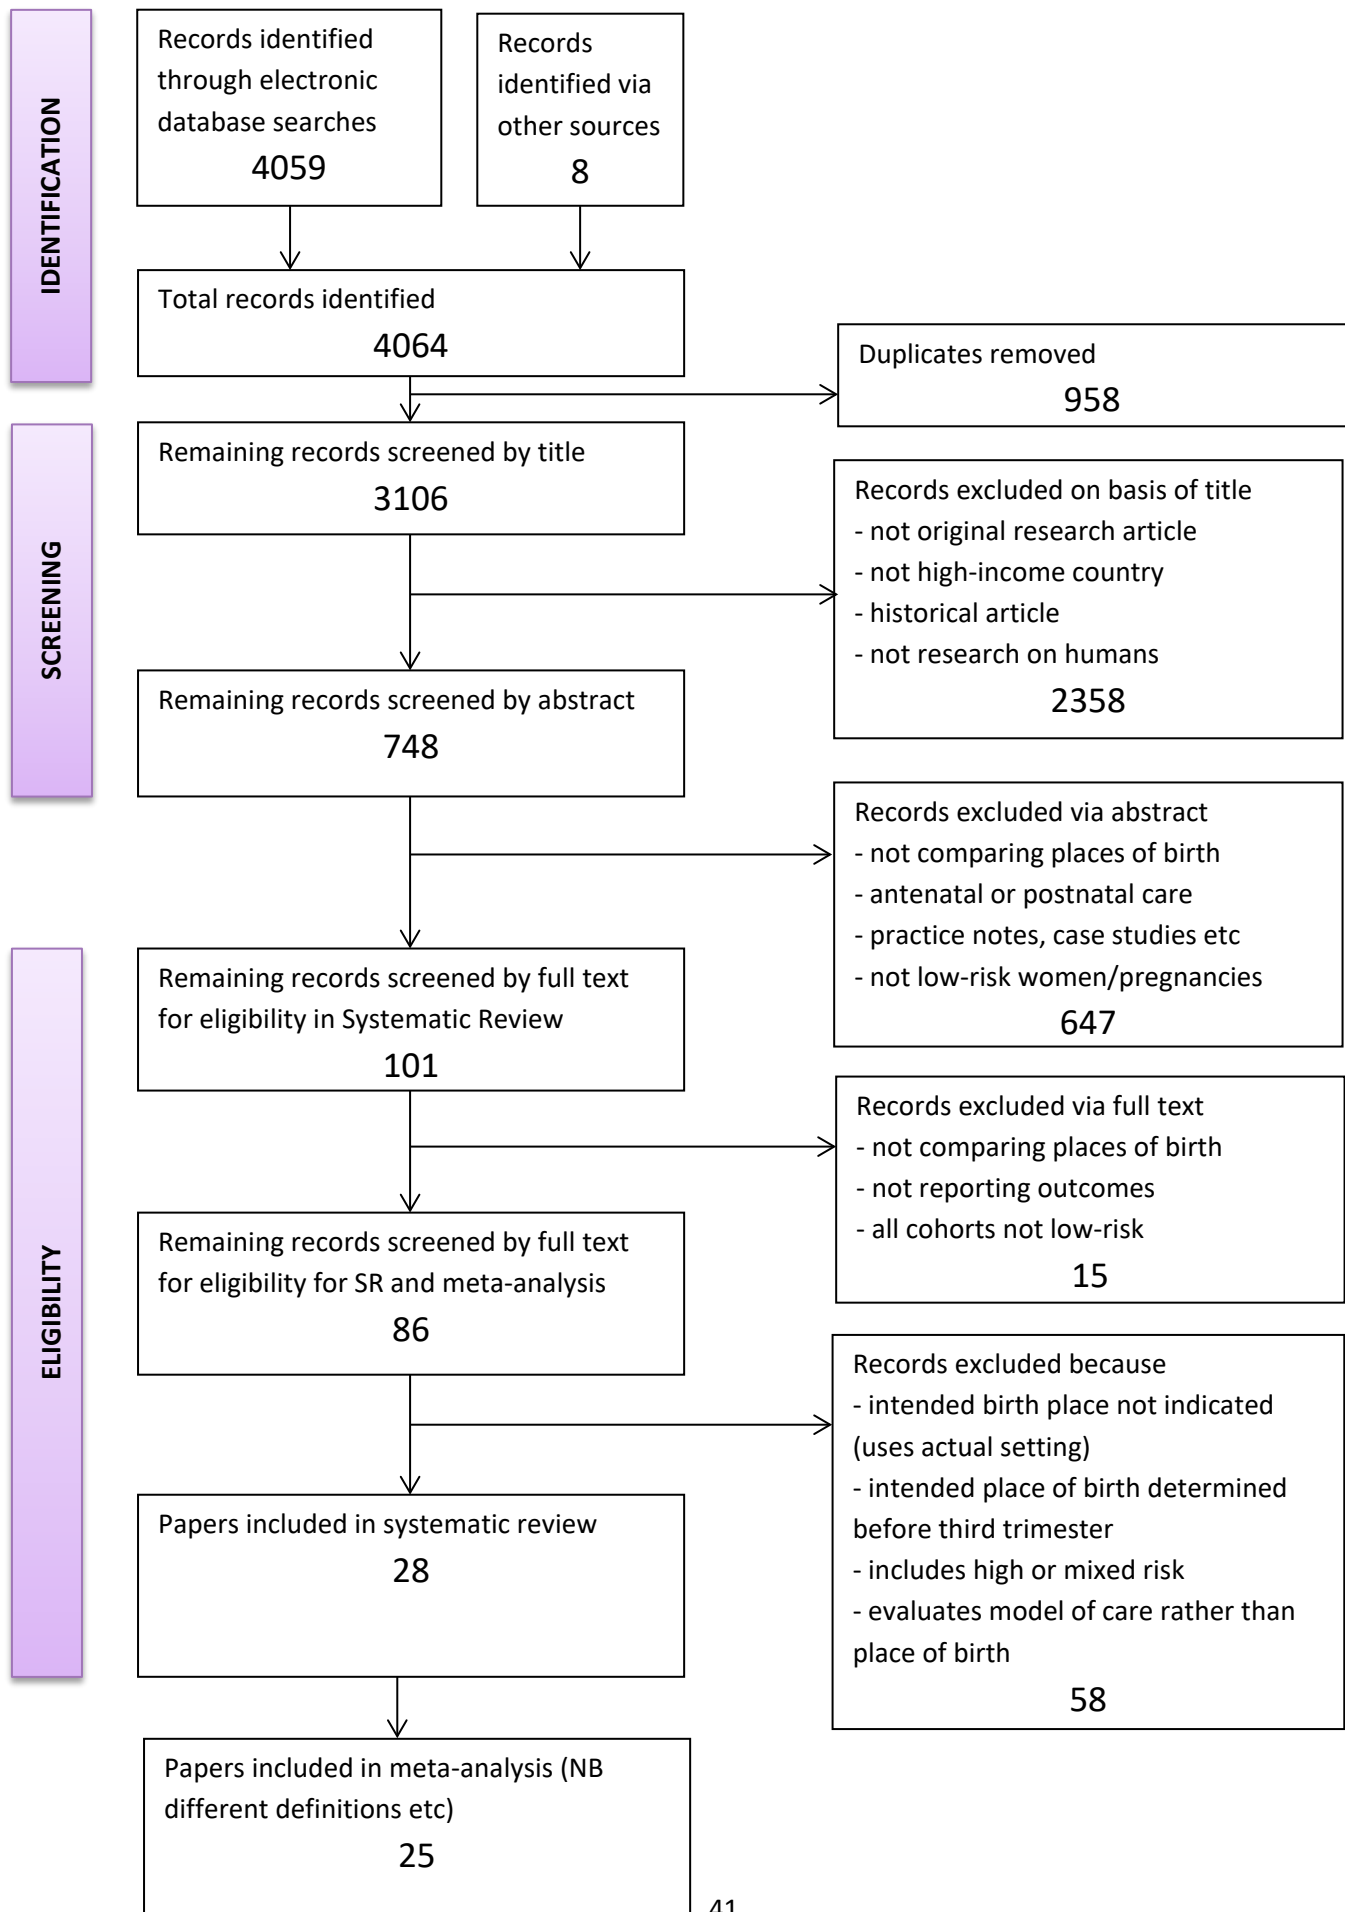 IDENTIFICATION
Records identified
through electronic
database searches
4059
Records
identified via
other sources
8
Total records identified
4064
Duplicates removed
958
SCREENING
Remaining records screened by title
3106
Records excluded on basis of title
- not original research article
- not high-income country
- historical article
- not research on humans
2358
Remaining records screened by abstract
748
Records excluded via abstract
- not comparing places of birth
- antenatal or postnatal care
- practice notes, case studies etc
- not low-risk women/pregnancies
647
ELIGIBILITY
Remaining records screened by full text
for eligibility in Systematic Review
101
Records excluded via full text
- not comparing places of birth
- not reporting outcomes
- all cohorts not low-risk
15
Remaining records screened by full text
for eligibility for SR and meta-analysis
86
Records excluded because
- intended birth place not indicated
(uses actual setting)
- intended place of birth determined
before third trimester
- includes high or mixed risk
- evaluates model of care rather than
place of birth
58
Papers included in systematic review
28
Papers included in meta-analysis (NB
different definitions etc)
25
41